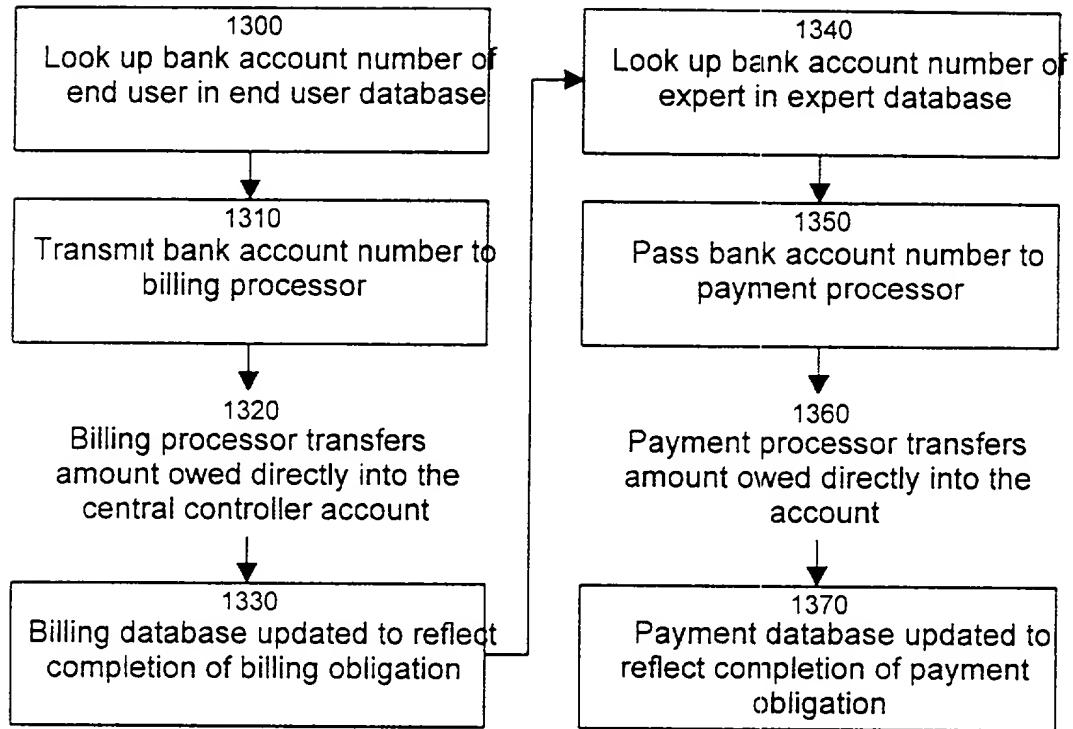 1300
Look up bank account number of
end user in end user database
1310
Transmit bank account number to
billing processor
1320
Billing processor transfers
amount owed directly into the
central controller account
1330
Billing database updated to reflect
completion of billing obligation
1340
Look up bank account number of
expert in expert database
1350
Pass bank account number to
payment processor
1360
Payment processor transfers
amount owed directly into the
account
1370
Payment database updated to
reflect completion of payment
obligation